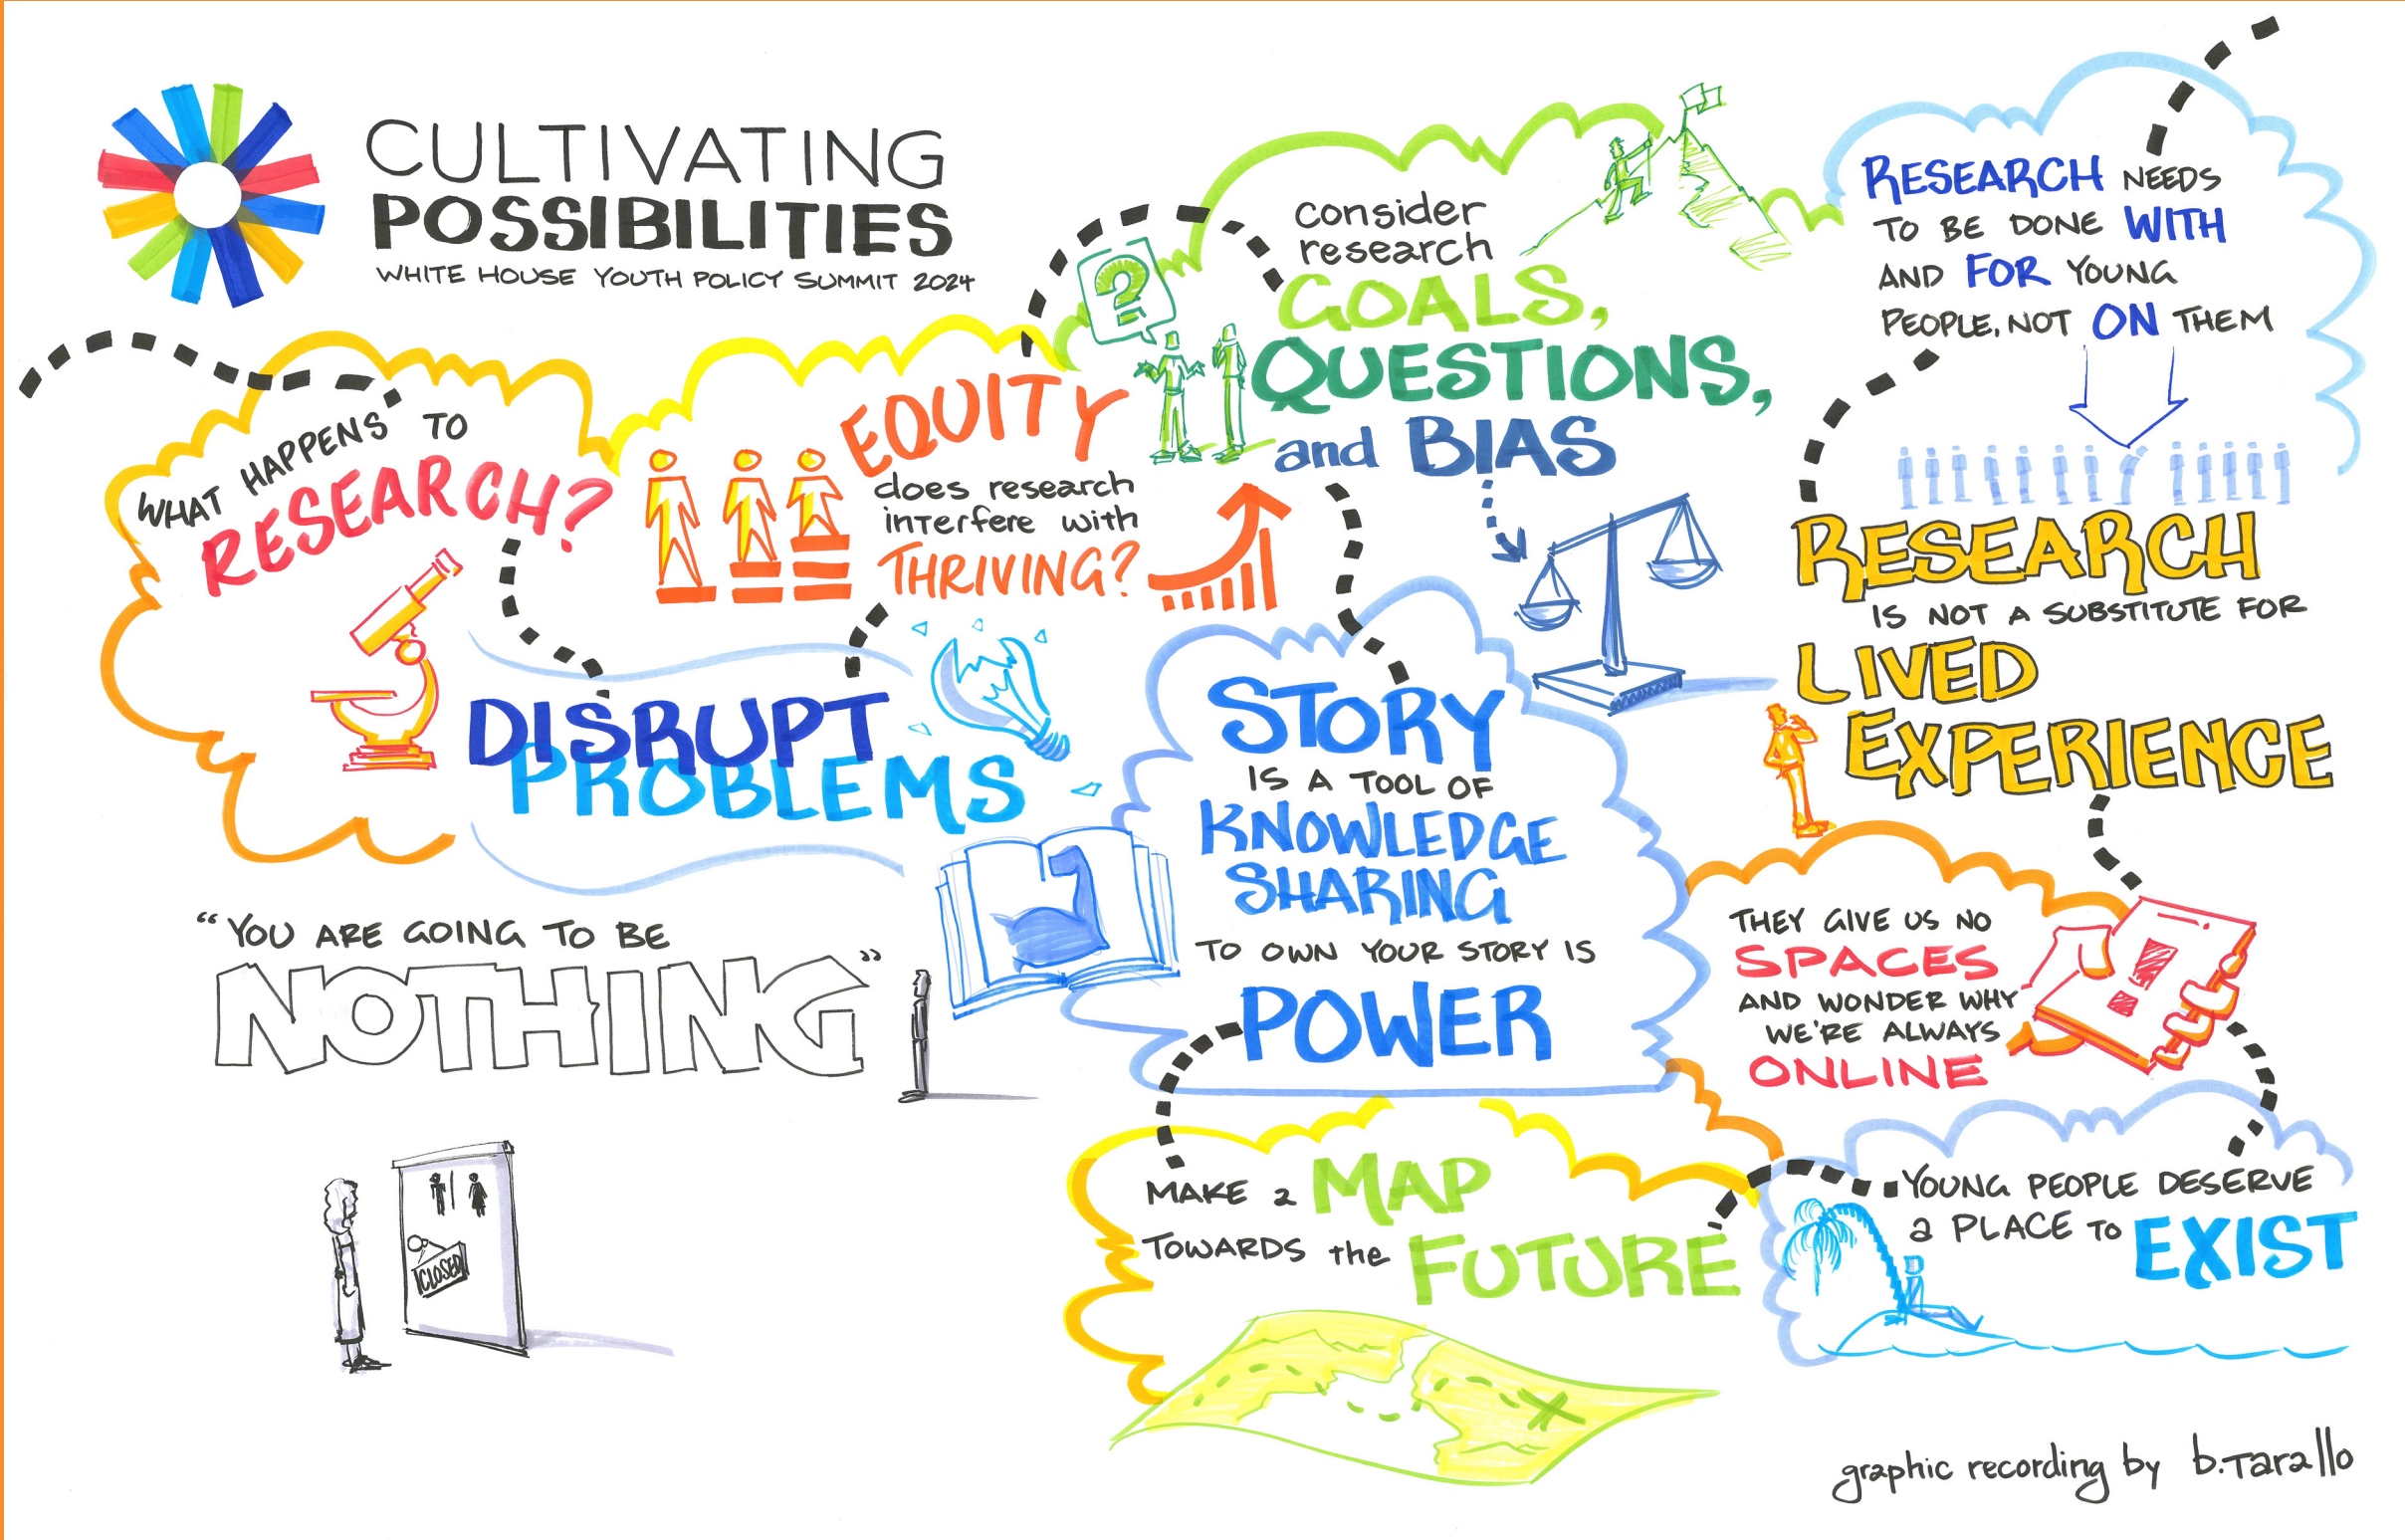 CULTIVATING
POSSIBILITIES
WHITE HOUSE YOUTH POLICY SUMMIT 2024
WHAT HAPPENS TO
RESEARCH?
EQUITY
does research
interfere with
THRIVING?
DISRUPT
PROBLEMS
?
consider
research
GOALS,
QUESTIONS,
and BIAS
RESEARCH NEEDS
TO BE DONE WITH
AND FOR YOUNG
PEOPLE, NOT ON THEM
RESEARCH
IS NOT A SUBSTITUTE FOR
LIVED
EXPERIENCE
STORY
IS A TOOL OF
KNOWLEDGE
SHARING
TO OWN YOUR STORY IS
POWER
THEY GIVE US NO
SPACES
AND WONDER WHY
WE'RE ALWAYS
ONLINE
!
YOUNG PEOPLE DESERVE
a PLACE TO
EXIST
MAKE a MAP
TOWARDS the FUTURE
"YOU ARE GOING TO BE
NOTHING"
CLOSED
graphic recording by b.Tarallo